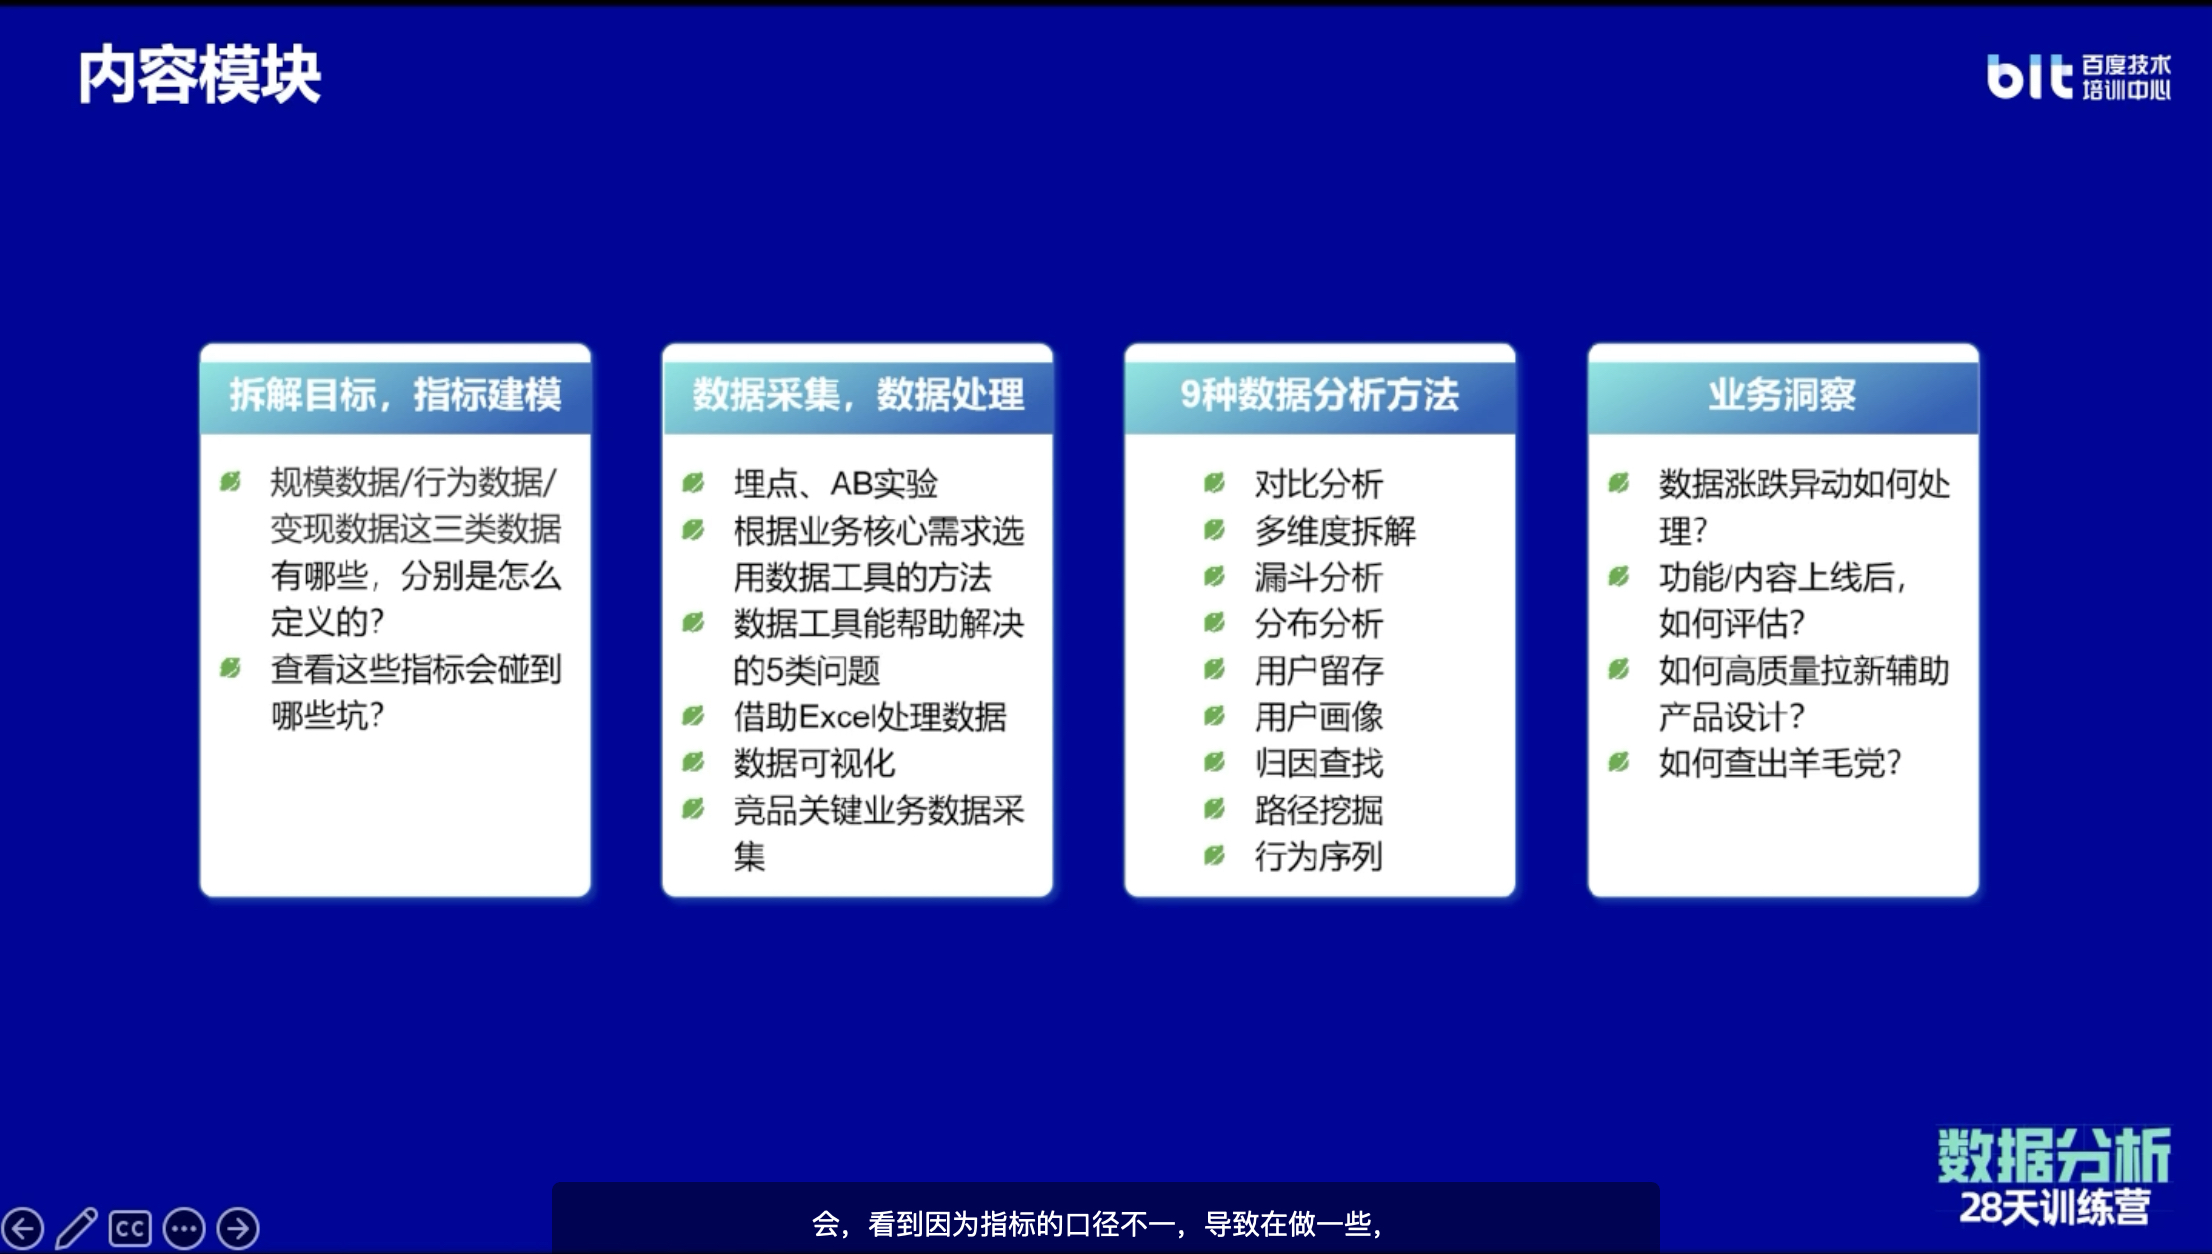 内容模块
bit 百度技术
培训中心
拆解目标，指标建模
规模数据/行为数据/
变现数据这三类数据
有哪些，分别是怎么
定义的？
查看这些指标会碰到
哪些坑？
数据采集，数据处理
埋点、AB实验
根据业务核心需求选
用数据工具的方法
数据工具能帮助解决
的5类问题
借助Excel处理数据
数据可视化
竞品关键业务数据采
集
9种数据分析方法
对比分析
多维度拆解
漏斗分析
分布分析
用户留存
用户画像
归因查找
路径挖掘
行为序列
业务洞察
数据涨跌异动如何处
理？
功能/内容上线后，
如何评估？
如何高质量拉新辅助
产品设计？
如何查出羊毛党？
数据分析
28天训练营
CC
会，看到因为指标的口径不一，导致在做一些，